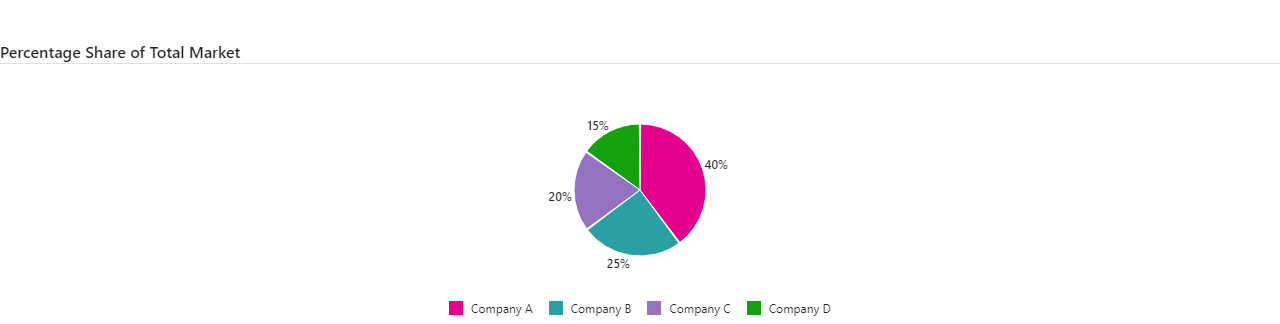 Percentage Share of Total Market
15%
40%
20%
25%
Company A Company B Company C Company D